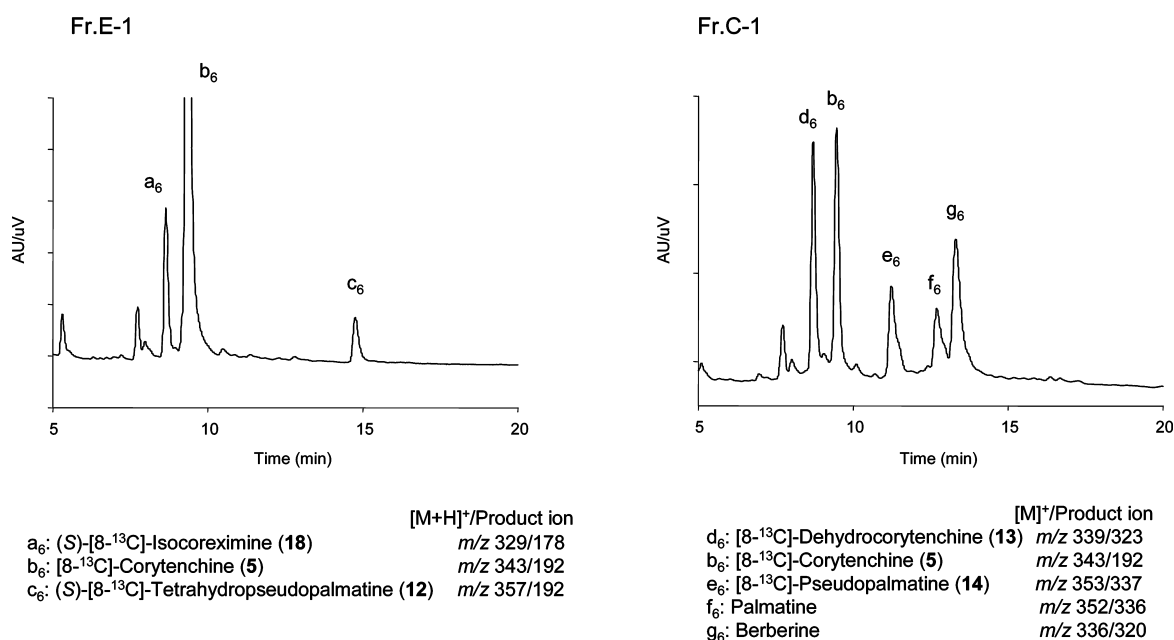 Fr.E-1
b₆
a₆
c₆
AU/uV
5 10 15 20
Time (min)
[M+H]⁺/Product ion
a₆: (S)-[8-¹³C]-Isocoreximine (18) m/z 329/178
b₆: [8-¹³C]-Corytenchine (5) m/z 343/192
c₆: (S)-[8-¹³C]-Tetrahydropseudopalmatine (12) m/z 357/192
Fr.C-1
b₆
d₆
g₆
e₆
f₆
AU/uV
5 10 15 20
Time (min)
[M]⁺/Product ion
d₆: [8-¹³C]-Dehydrocorytenchine (13) m/z 339/323
b₆: [8-¹³C]-Corytenchine (5) m/z 343/192
e₆: [8-¹³C]-Pseudopalmatine (14) m/z 353/337
f₆: Palmatine m/z 352/336
g₆: Berberine m/z 336/320